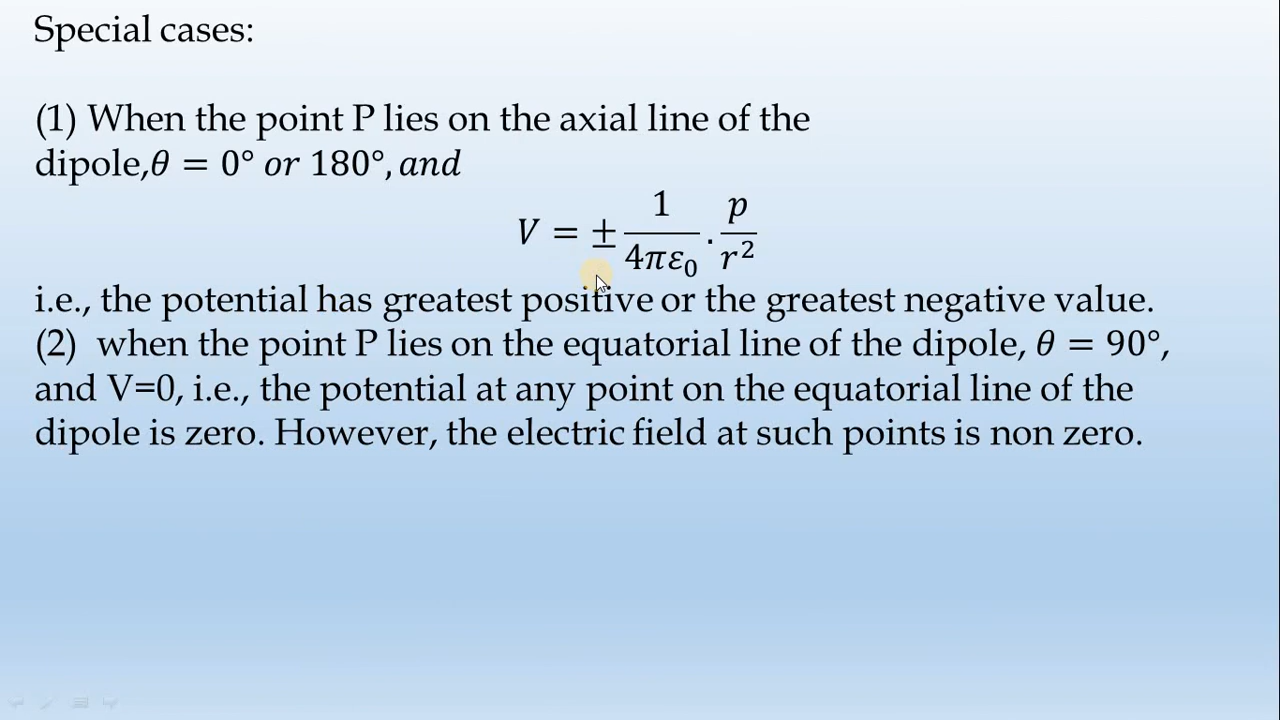 Special cases:
(1) When the point P lies on the axial line of the
dipole,θ = 0° or 180°, and
V = ± 1/4πε₀ . p/r²
i.e., the potential has greatest positive or the greatest negative value.
(2) when the point P lies on the equatorial line of the dipole, θ = 90°,
and V=0, i.e., the potential at any point on the equatorial line of the
dipole is zero. However, the electric field at such points is non zero.